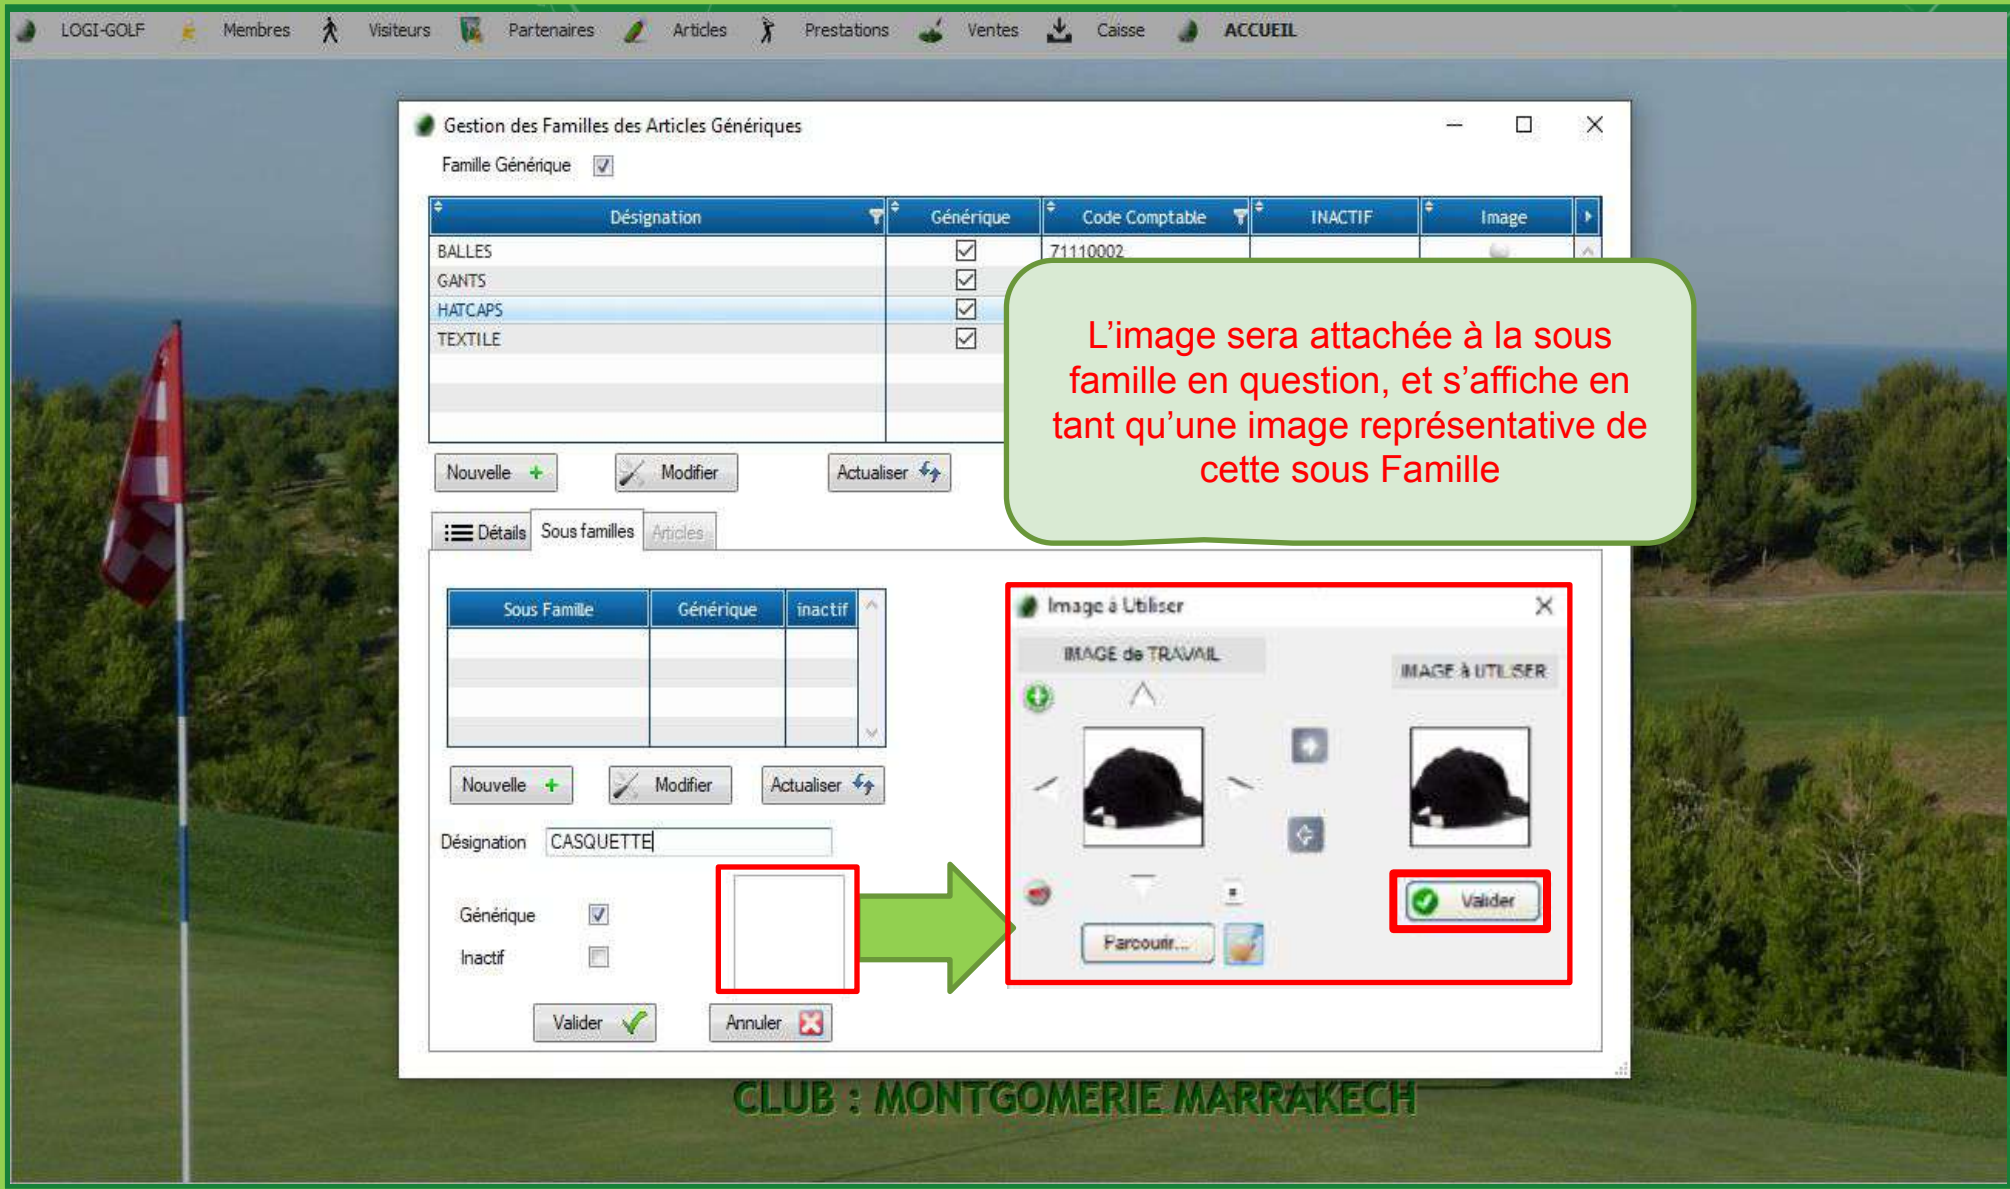 LOGI-GOLF Membres Visiteurs Partenaires Articles Prestations Ventes Caisse ACCUEIL
Gestion des Familles des Articles Génériques
Famille Générique
Désignation Générique Code Comptable INACTIF Image
BALLES 71110002
GANTS
HATCAPS
TEXTILE
L’image sera attachée à la sous
famille en question, et s’affiche en
tant qu’une image représentative de
cette sous Famille
Nouvelle Modifier Actualiser
Détails Sous familles Articles
Sous Famille Générique inactif
Nouvelle Modifier Actualiser
Désignation CASQUETTE
Générique
Inactif
Valider Annuler
Image à Utiliser
IMAGE de TRAVAIL
IMAGE à UTILISER
Valider
Parcourir...
CLUB : MONTGOMERIE MARRAKECH